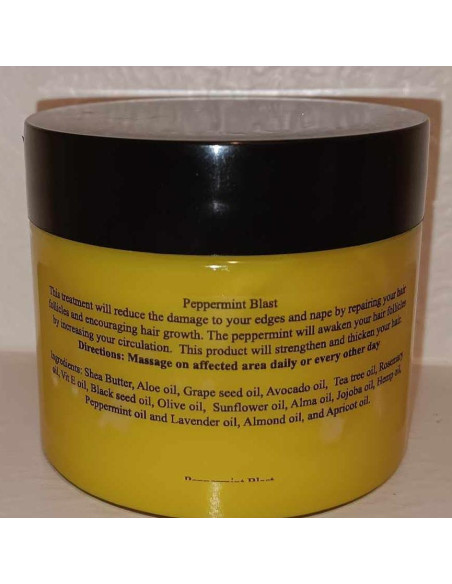 Peppermint Blast
This treatment will reduce the damage to your edges and nape by repairing your hair
follicles and encouraging hair growth. The peppermint will awaken your hair follicles
by increasing your circulation. This product will strengthen and thicken your hair.
Directions: Massage on affected area daily or every other day
Ingredients: Shea Butter, Aloe oil, Grape seed oil, Avocado oil, Tea tree oil, Rosemary
oil, Vit E oil, Black seed oil, Olive oil, Sunflower oil, Alma oil, Jojoba oil, Hemp oil,
Peppermint oil and Lavender oil, Almond oil, and Apricot oil.